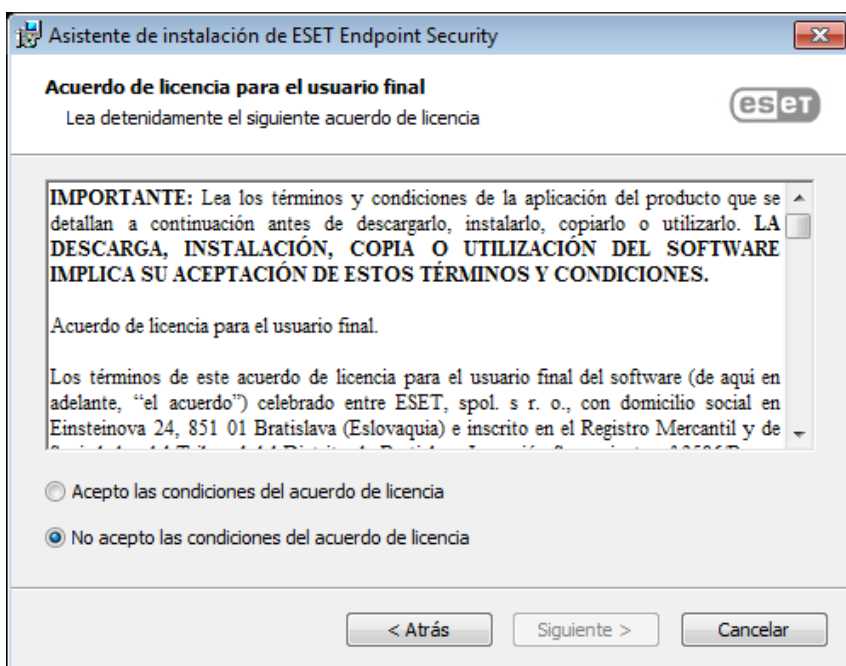 Asistente de instalación de ESET Endpoint Security
Acuerdo de licencia para el usuario final
Lea detenidamente el siguiente acuerdo de licencia
eset
IMPORTANTE: Lea los términos y condiciones de la aplicación del producto que se
detallan a continuación antes de descargarlo, instalarlo, copiarlo o utilizarlo. LA
DESCARGA, INSTALACIÓN, COPIA O UTILIZACIÓN DEL SOFTWARE
IMPLICA SU ACEPTACIÓN DE ESTOS TÉRMINOS Y CONDICIONES.
Acuerdo de licencia para el usuario final.
Los términos de este acuerdo de licencia para el usuario final del software (de aquí en
adelante, “el acuerdo”) celebrado entre ESET, spol. s r. o., con domicilio social en
Einsteinova 24, 851 01 Bratislava (Eslovaquia) e inscrito en el Registro Mercantil y de
Acepto las condiciones del acuerdo de licencia
No acepto las condiciones del acuerdo de licencia
< Atrás
Siguiente >
Cancelar